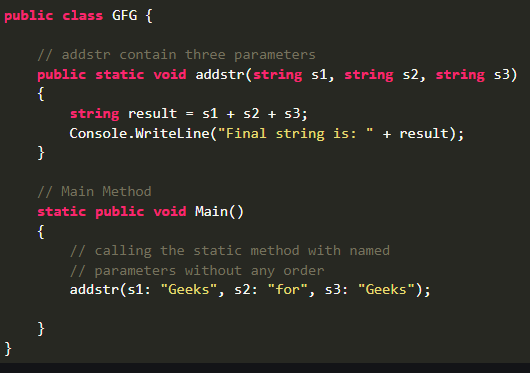 public class GFG {
// addstr contain three parameters
public static void addstr(string s1, string s2, string s3)
{
string result = s1 + s2 + s3;
Console.WriteLine("Final string is: " + result);
}
// Main Method
static public void Main()
{
// calling the static method with named
// parameters without any order
addstr(s1: "Geeks", s2: "for", s3: "Geeks");
}
}